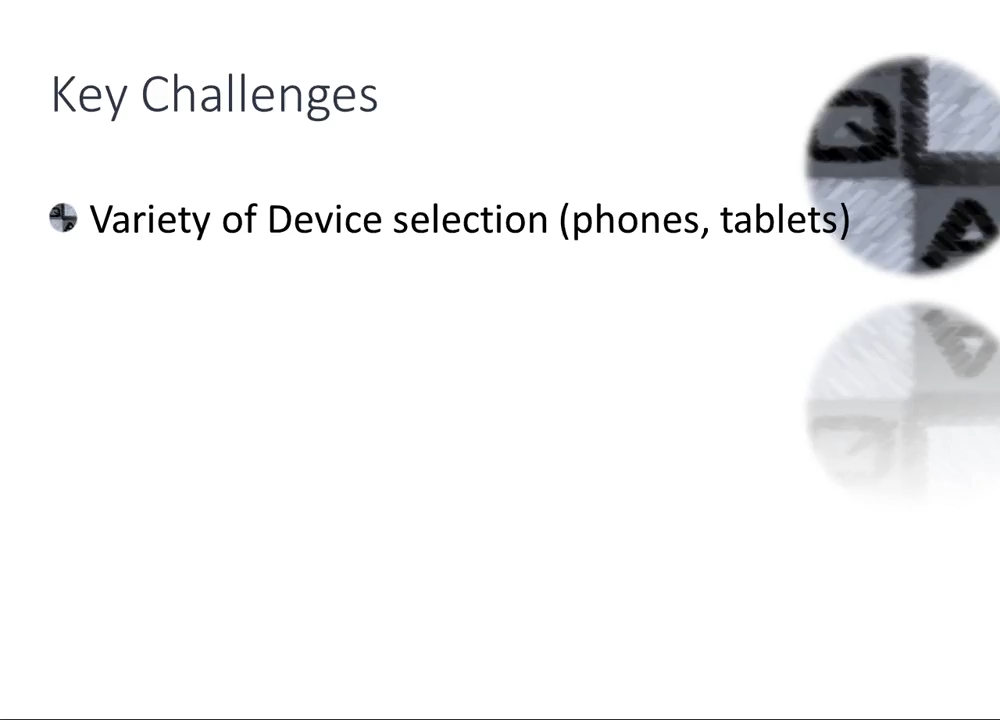 Key Challenges
Variety of Device selection (phones, tablets)
Q
A